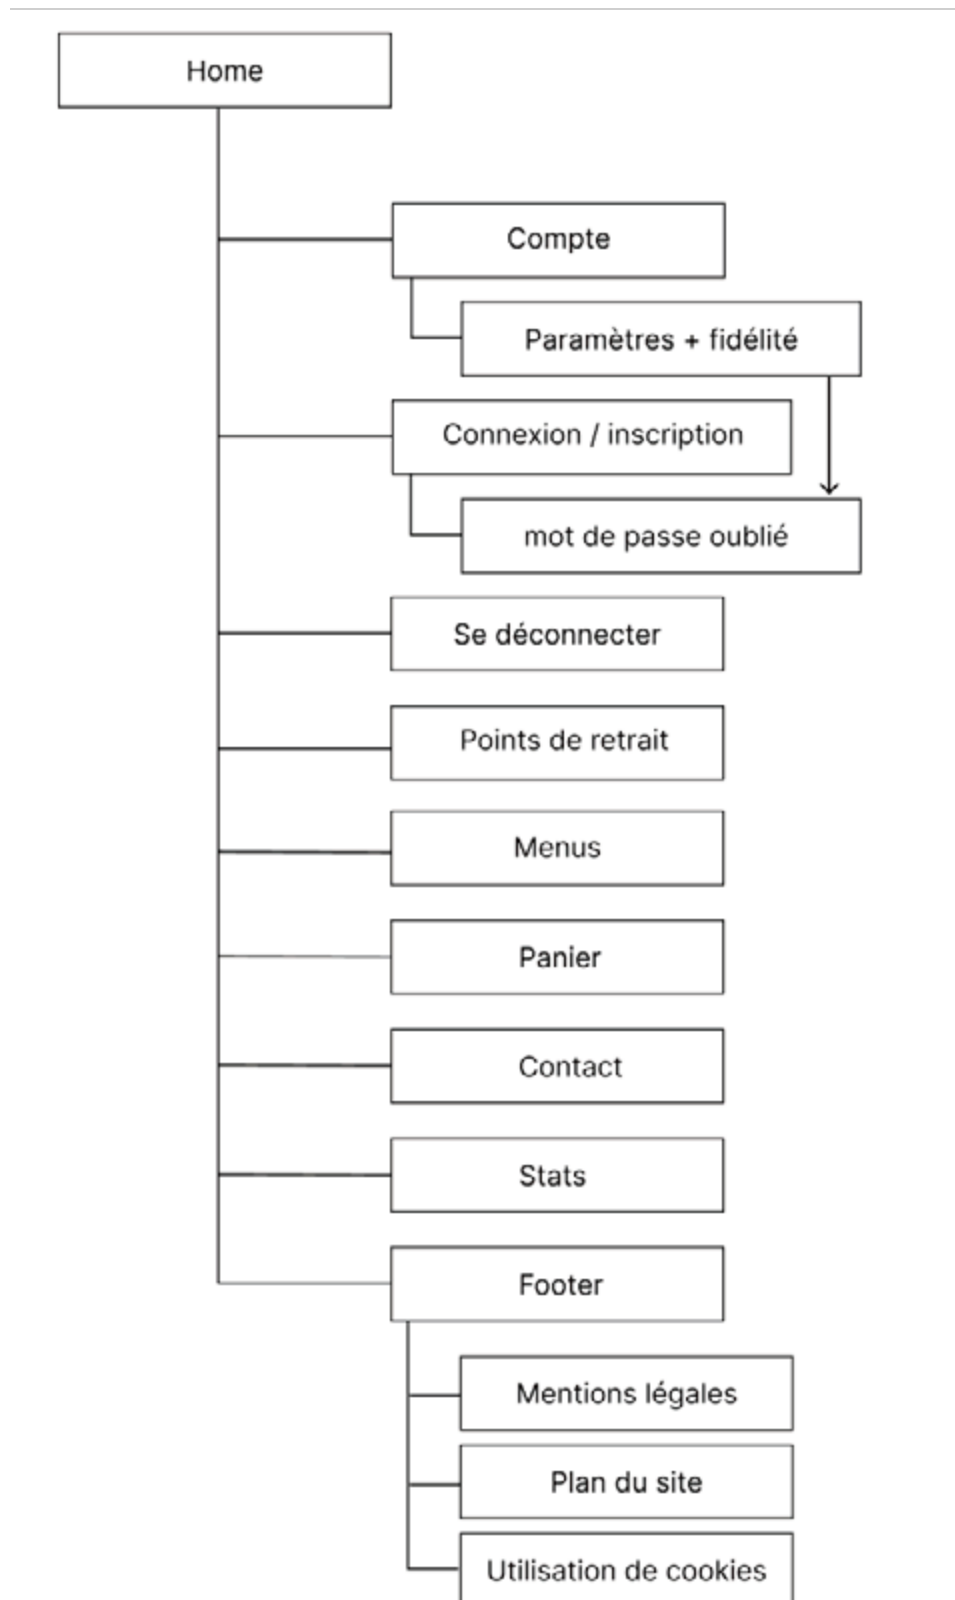 Home
Compte
Paramètres + fidélité
Connexion / inscription
mot de passe oublié
Se déconnecter
Points de retrait
Menus
Panier
Contact
Stats
Footer
Mentions légales
Plan du site
Utilisation de cookies